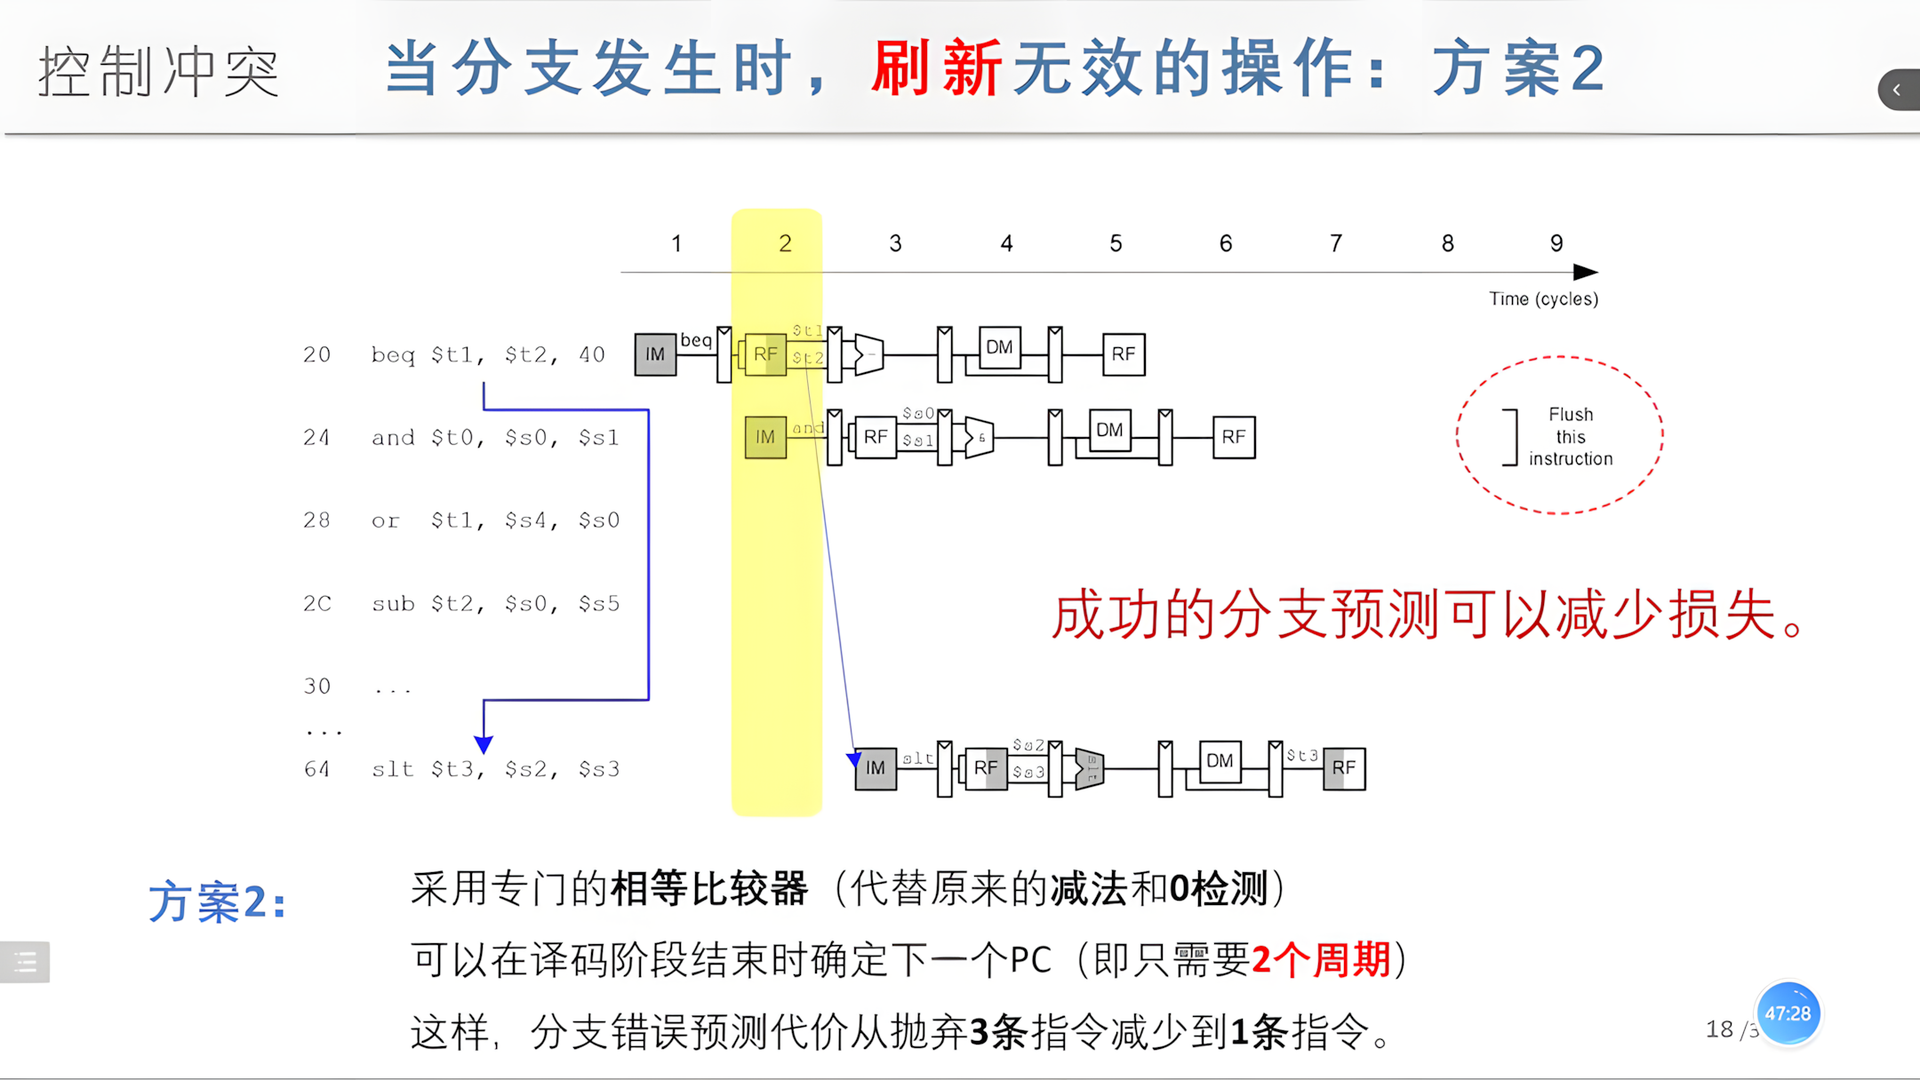 控制冲突
当分支发生时，刷新无效的操作：方案2
1 2 3 4 5 6 7 8 9
Time (cycles)
20 beq $t1, $t2, 40
IM beq RF $t1 $t2 - DM RF
24 and $t0, $s0, $s1
IM and RF $s0 $s1 & DM RF
Flush
this
instruction
28 or $t1, $s4, $s0
2C sub $t2, $s0, $s5
成功的分支预测可以减少损失。
30 ...
...
64 slt $t3, $s2, $s3
IM slt RF $s2 $s3 slt DM $t3 RF
方案2：
采用专门的相等比较器（代替原来的减法和0检测）
可以在译码阶段结束时确定下一个PC（即只需要2个周期）
这样，分支错误预测代价从抛弃3条指令减少到1条指令。
18 /3
47:28